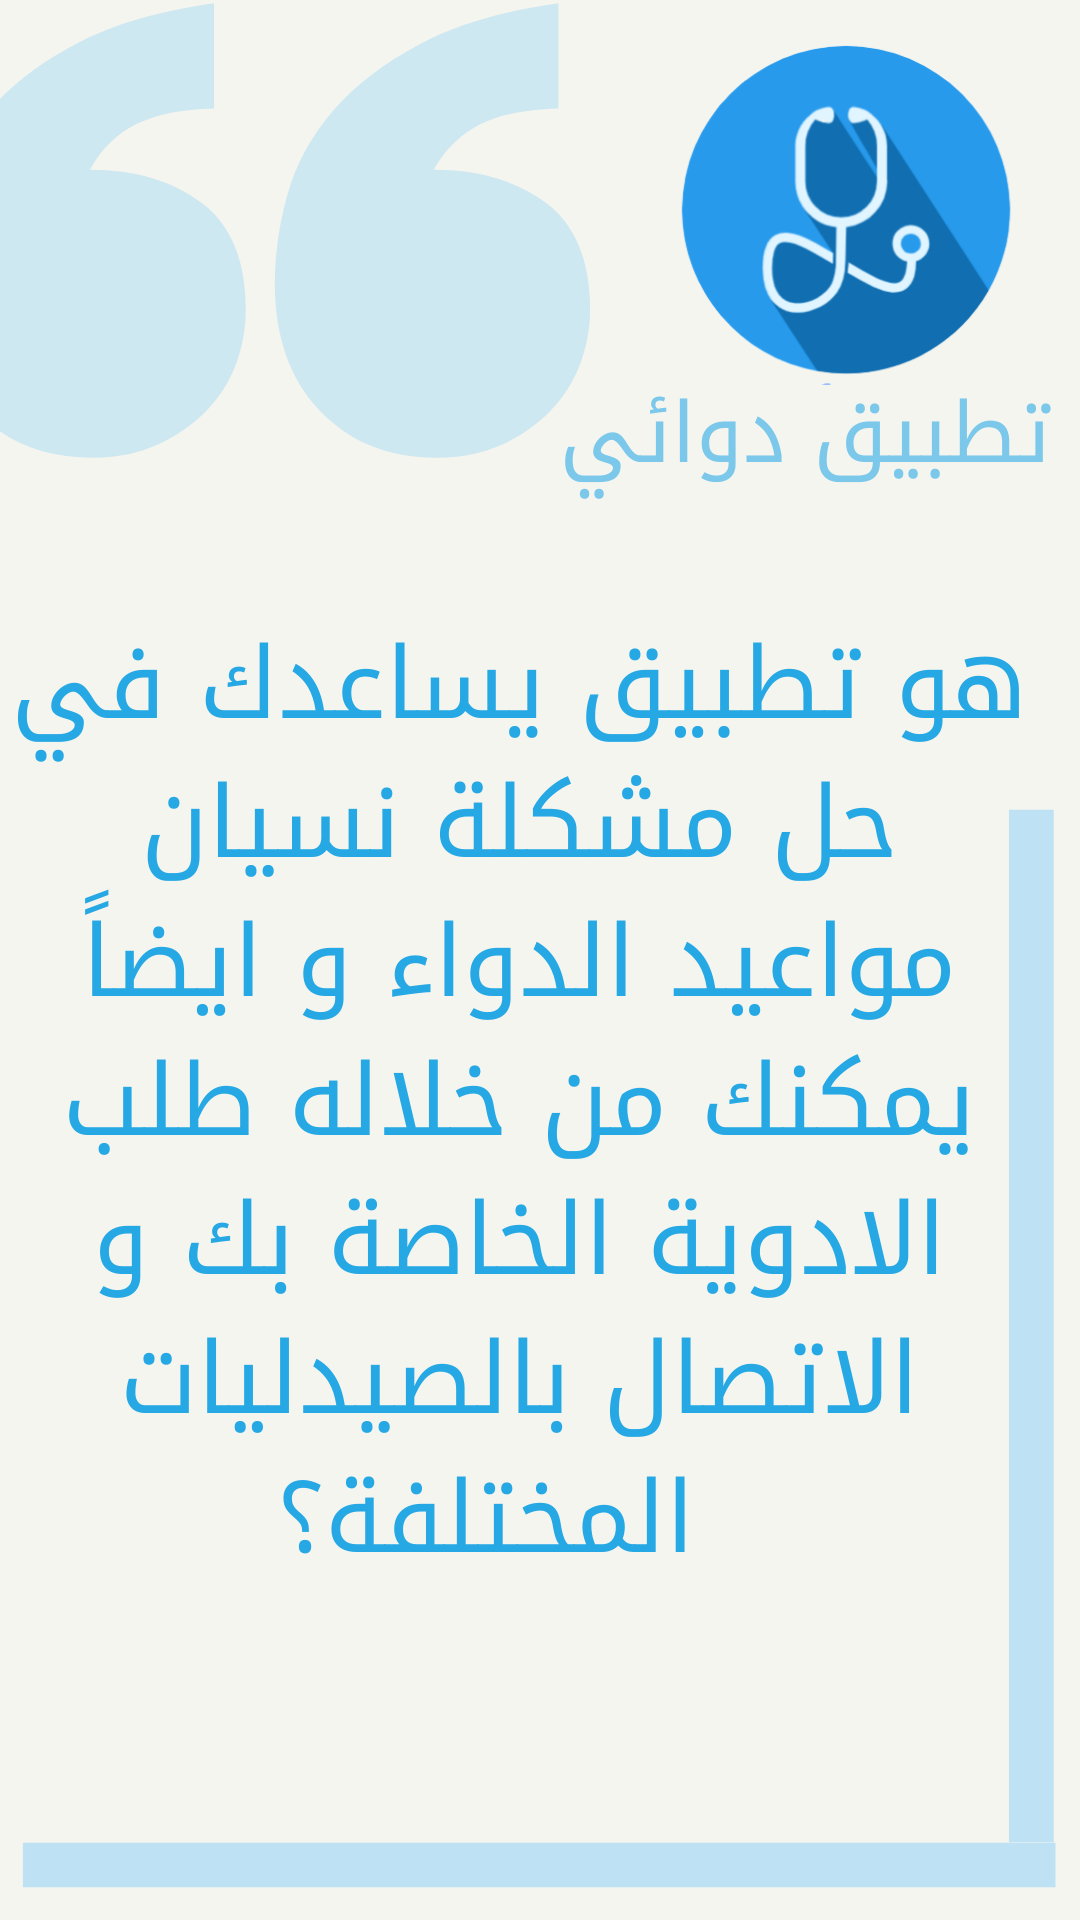 تطبيق دوائي
هو تطبيق يساعدك في
حل مشكلة نسيان
مواعيد الدواء و ايضاً
يمكنك من خلاله طلب
الادوية الخاصة بك و
الاتصال بالصيدليات
المختلفة؟